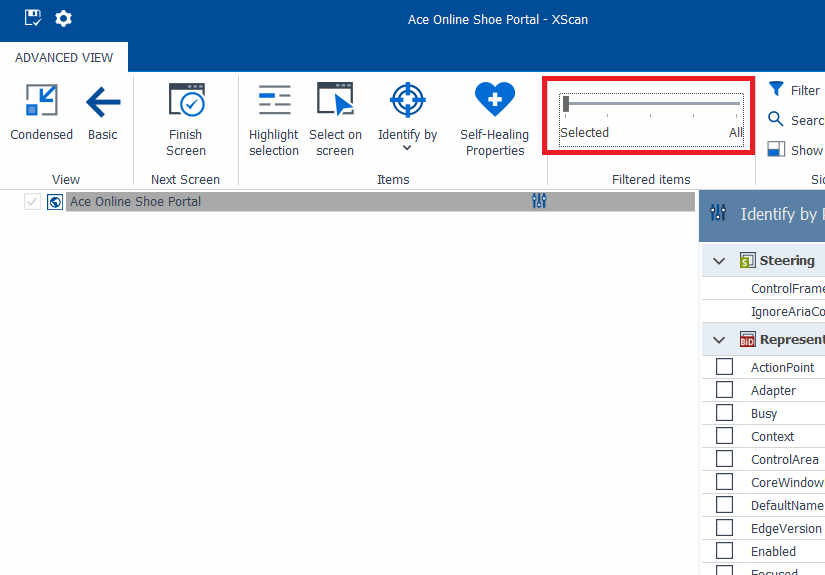 Ace Online Shoe Portal - XScan
ADVANCED VIEW
Condensed
Basic
View
Finish
Screen
Next Screen
Highlight
selection
Select on
screen
Identify by
Self-Healing
Properties
Items
Selected
All
Filtered items
Filter
Searc
Show
Sid
Ace Online Shoe Portal
Identify by
Steering
ControlFrame
IgnoreAriaCo
BiD
Represent
ActionPoint
Adapter
Busy
Context
ControlArea
CoreWindow
DefaultName
EdgeVersion
Enabled
Focused